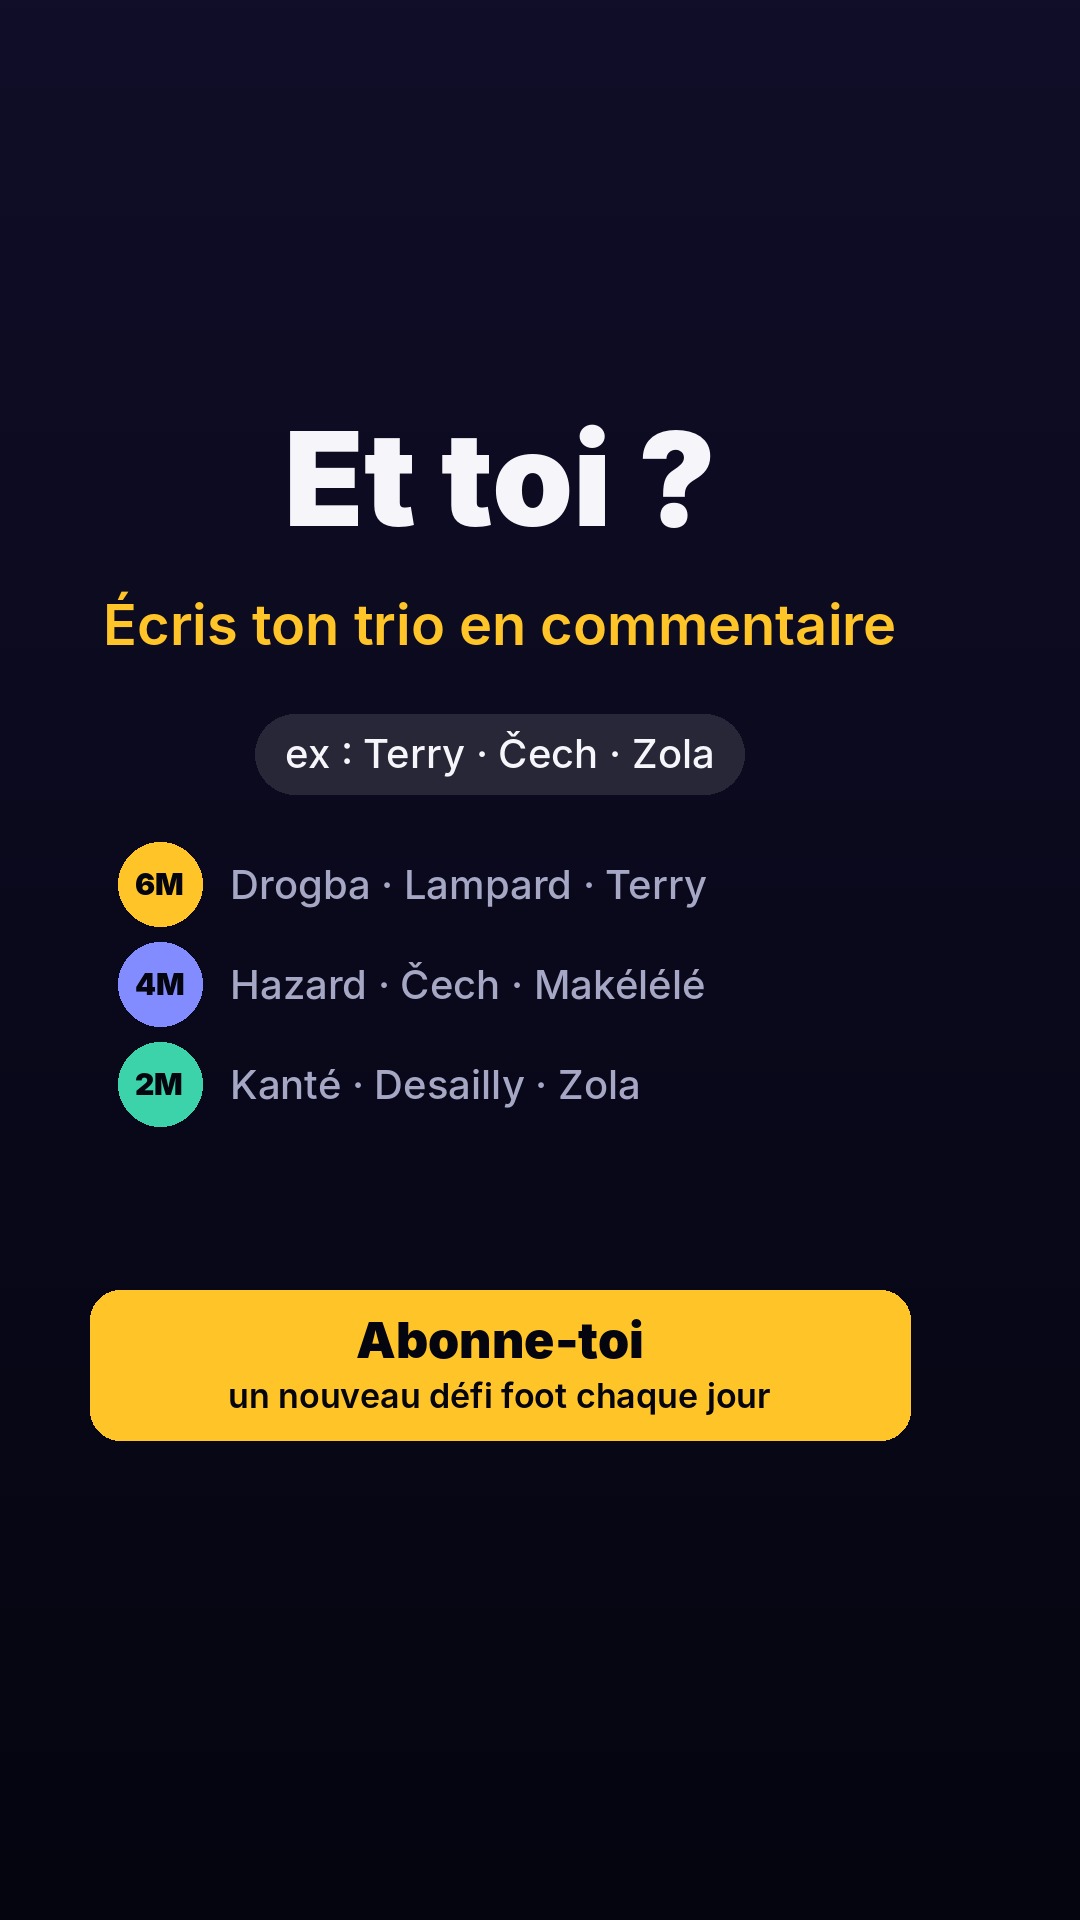 Et toi ?
Écris ton trio en commentaire
ex : Terry · Čech · Zola
6M Drogba · Lampard · Terry
4M Hazard · Čech · Makélélé
2M Kanté · Desailly · Zola
Abonne-toi
un nouveau défi foot chaque jour